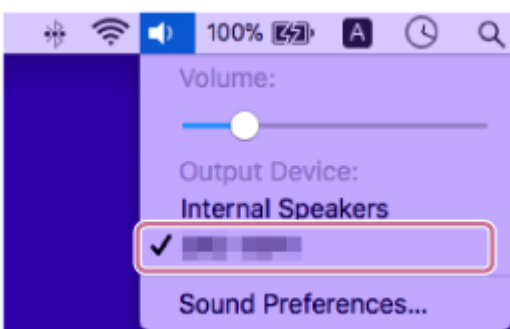 100% A
Volume:
Output Device:
Internal Speakers
Sound Preferences...